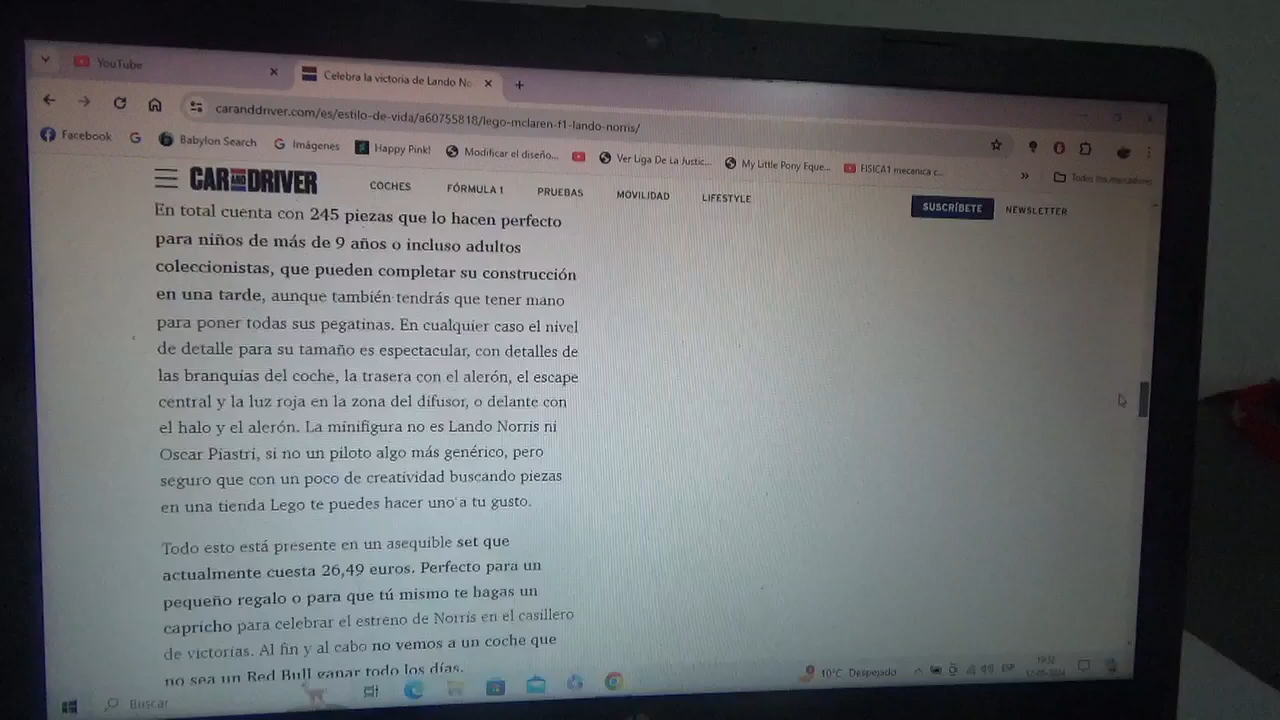 YouTube
Celebra la victoria de Lando No
caranddriver.com/es/estilo-de-vida/a60755818/lego-mclaren-f1-lando-norris/
Facebook
Babylon Search
Imágenes
Happy Pink!
Modificar el diseño...
Ver Liga De La Justic...
My Little Pony Eque...
FISICA1 mecanica c...
Todos los marcadores
CAR AND DRIVER
COCHES
FÓRMULA 1
PRUEBAS
MOVILIDAD
LIFESTYLE
SUSCRÍBETE
NEWSLETTER
En total cuenta con 245 piezas que lo hacen perfecto
para niños de más de 9 años o incluso adultos
coleccionistas, que pueden completar su construcción
en una tarde, aunque también tendrás que tener mano
para poner todas sus pegatinas. En cualquier caso el nivel
de detalle para su tamaño es espectacular, con detalles de
las branquias del coche, la trasera con el alerón, el escape
central y la luz roja en la zona del difusor, o delante con
el halo y el alerón. La minifigura no es Lando Norris ni
Oscar Piastri, si no un piloto algo más genérico, pero
seguro que con un poco de creatividad buscando piezas
en una tienda Lego te puedes hacer uno a tu gusto.
Todo esto está presente en un asequible set que
actualmente cuesta 26,49 euros. Perfecto para un
pequeño regalo o para que tú mismo te hagas un
capricho para celebrar el estreno de Norris en el casillero
de victorias. Al fin y al cabo no vemos a un coche que
no sea un Red Bull ganar todo los días.
Buscar
10°C Despejado
ESP